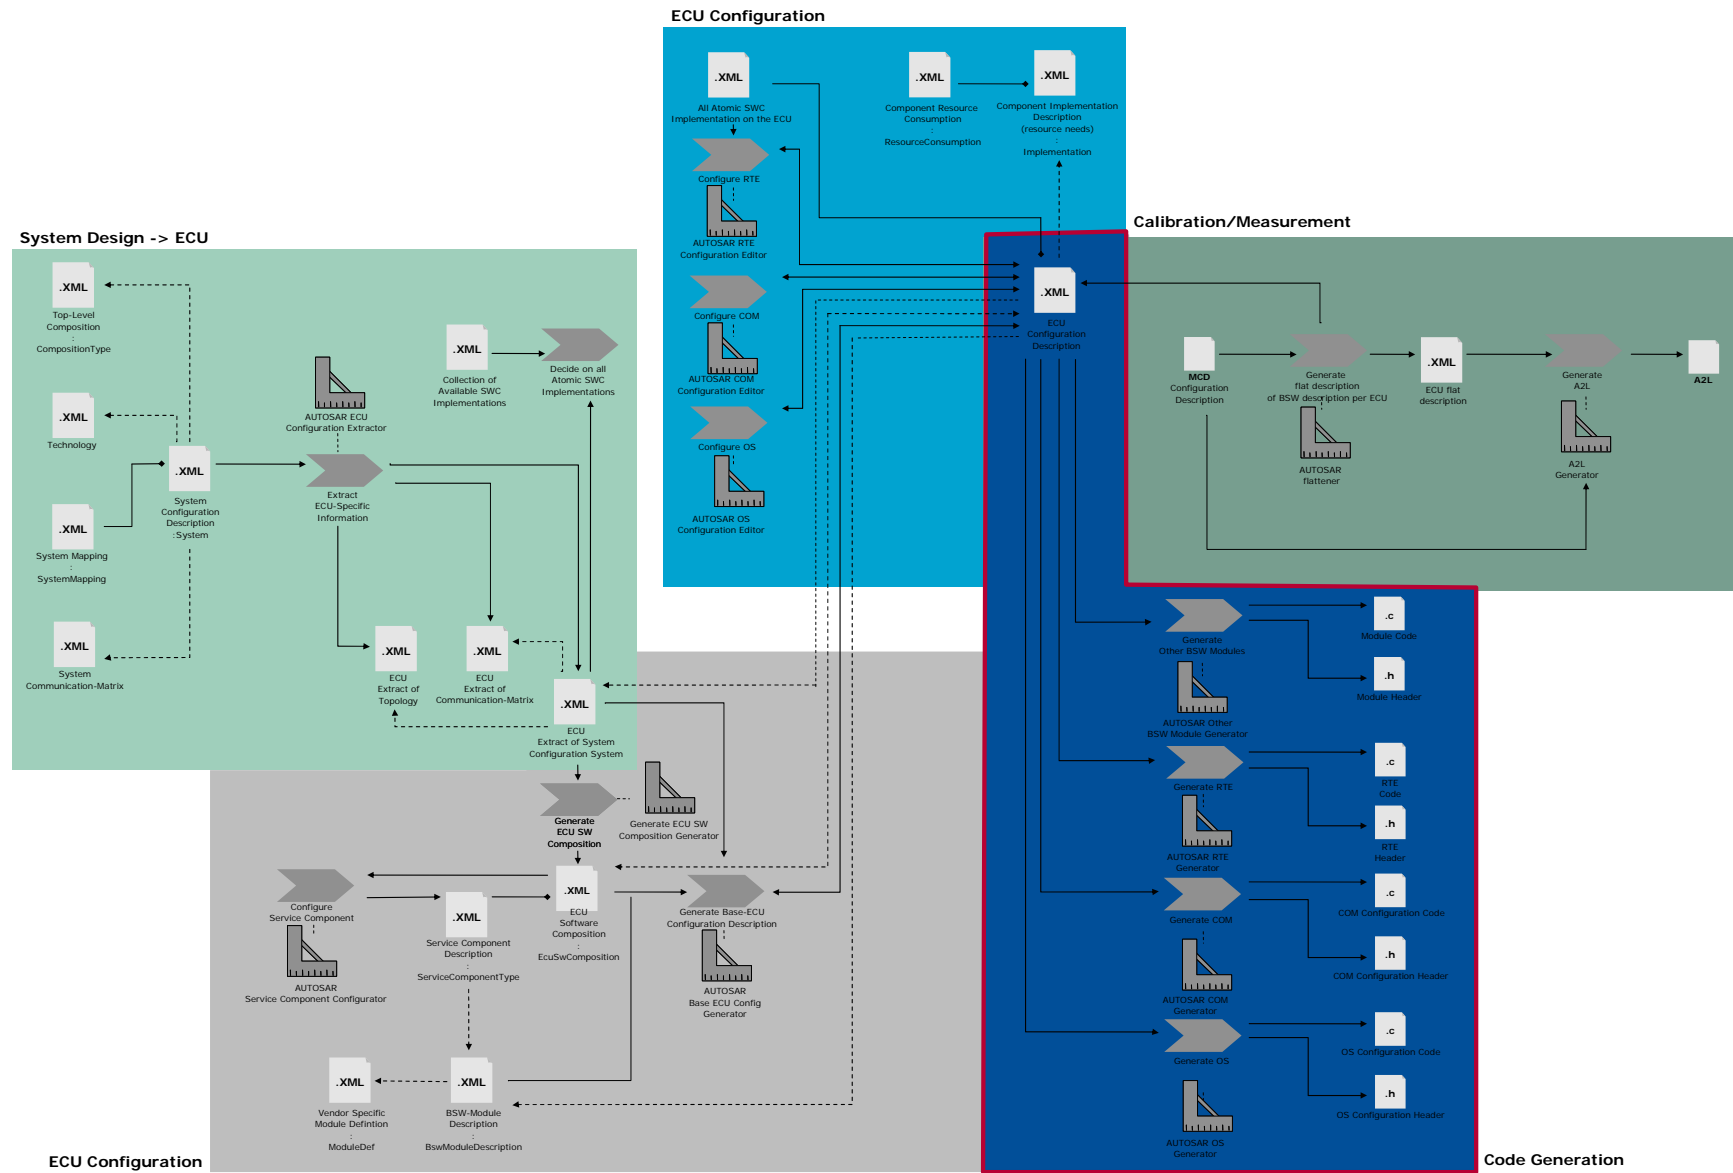 ECU Configuration
.XML
All Atomic SWC
Implementation on the ECU
.XML
Component Resource
Consumption
:
ResourceConsumption
.XML
Component Implementation
Description
(resource needs)
:
Implementation
Configure RTE
AUTOSAR RTE
Configuration Editor
Configure COM
AUTOSAR COM
Configuration Editor
Configure OS
AUTOSAR OS
Configuration Editor
System Design -> ECU
.XML
Top-Level
Composition
:
CompositionType
.XML
Technology
.XML
System Mapping
:
SystemMapping
.XML
System
Communication-Matrix
.XML
System
Configuration
Description
:System
AUTOSAR ECU
Configuration Extractor
Extract
ECU-Specific
Information
.XML
Collection of
Available SWC
Implementations
Decide on all
Atomic SWC
Implementations
.XML
ECU
Extract of
Topology
.XML
ECU
Extract of
Communication-Matrix
.XML
ECU
Extract of System
Configuration System
Calibration/Measurement
.XML
ECU
Configuration
Description
MCD
Configuration
Description
Generate
flat description
of BSW description per ECU
AUTOSAR
flattener
.XML
ECU flat
description
Generate
A2L
A2L
Generator
A2L
Generate
ECU SW
Composition
Generate ECU SW
Composition Generator
Configure
Service Component
AUTOSAR
Service Component Configurator
.XML
Service Component
Description
:
ServiceComponentType
.XML
ECU
Software
Composition
:
EcuSwComposition
Generate Base-ECU
Configuration Description
AUTOSAR
Base ECU Config
Generator
.XML
Vendor Specific
Module Defintion
:
ModuleDef
.XML
BSW-Module
Description
:
BswModuleDescription
ECU Configuration
Generate
Other BSW Modules
AUTOSAR Other
BSW Module Generator
.c
Module Code
.h
Module Header
Generate RTE
AUTOSAR RTE
Generator
.c
RTE
Code
.h
RTE
Header
Generate COM
AUTOSAR COM
Generator
.c
COM Configuration Code
.h
COM Configuration Header
Generate OS
AUTOSAR OS
Generator
.c
OS Configuration Code
.h
OS Configuration Header
Code Generation